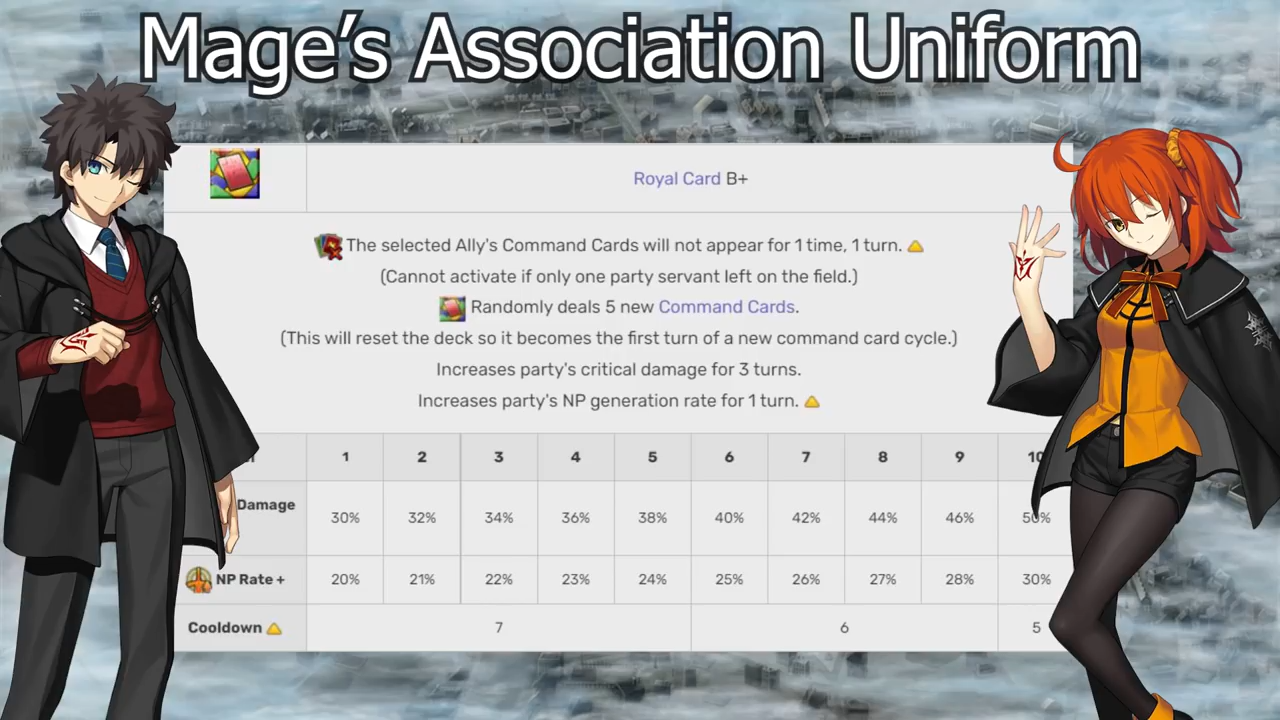 Mage's Association Uniform
Royal Card B+
The selected Ally's Command Cards will not appear for 1 time, 1 turn.
(Cannot activate if only one party servant left on the field.)
Randomly deals 5 new Command Cards.
(This will reset the deck so it becomes the first turn of a new command card cycle.)
Increases party's critical damage for 3 turns.
Increases party's NP generation rate for 1 turn.
1 2 3 4 5 6 7 8 9 10
Damage 30% 32% 34% 36% 38% 40% 42% 44% 46% 50%
NP Rate + 20% 21% 22% 23% 24% 25% 26% 27% 28% 30%
Cooldown 7 6 5